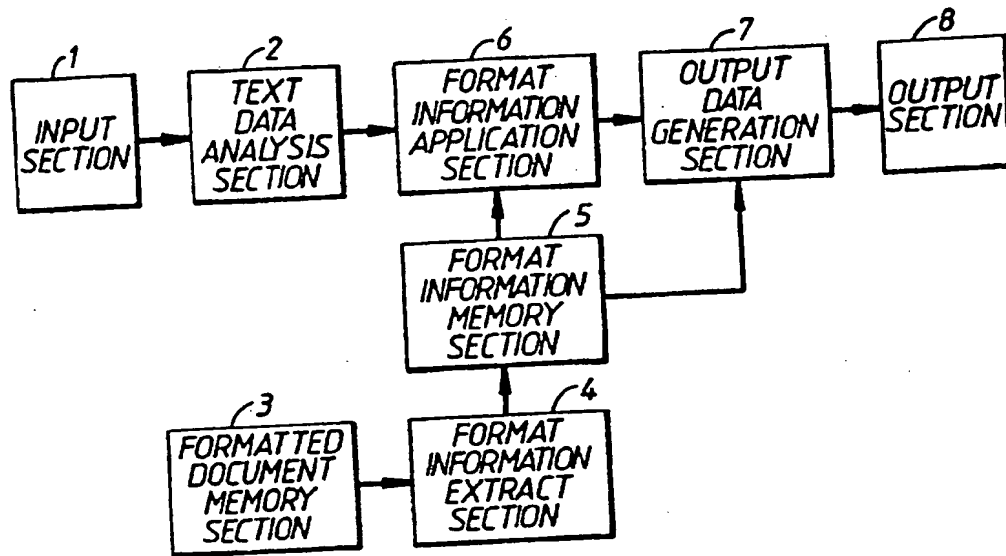 1
INPUT
SECTION
2
TEXT
DATA
ANALYSIS
SECTION
6
FORMAT
INFORMATION
APPLICATION
SECTION
7
OUTPUT
DATA
GENERATION
SECTION
8
OUTPUT
SECTION
5
FORMAT
INFORMATION
MEMORY
SECTION
3
FORMATTED
DOCUMENT
MEMORY
SECTION
4
FORMAT
INFORMATION
EXTRACT
SECTION